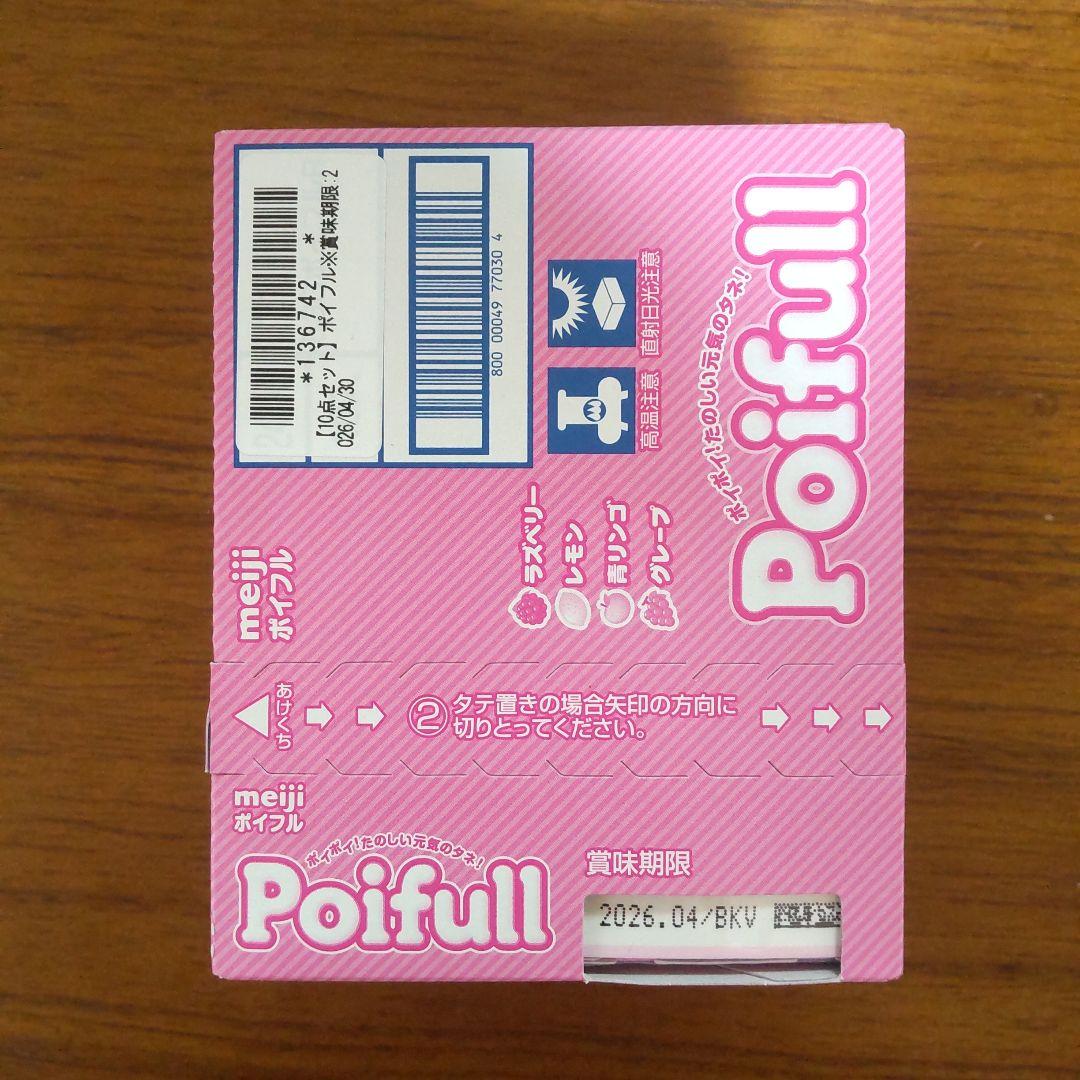 *136742 *
【10点セット】ポイフル※賞味期限:2
026/04/30
800 00049 77030 4
高温注意
直射日光注意
meiji
ポイフル
ラズベリー
レモン
青リンゴ
グレープ
ポイポイ!たのしい元気のタネ!
Poifull
あけくち
②タテ置きの場合矢印の方向に
切りとってください。
meiji
ポイフル
ポイポイ!たのしい元気のタネ!
Poifull
賞味期限
2026.04/BKV